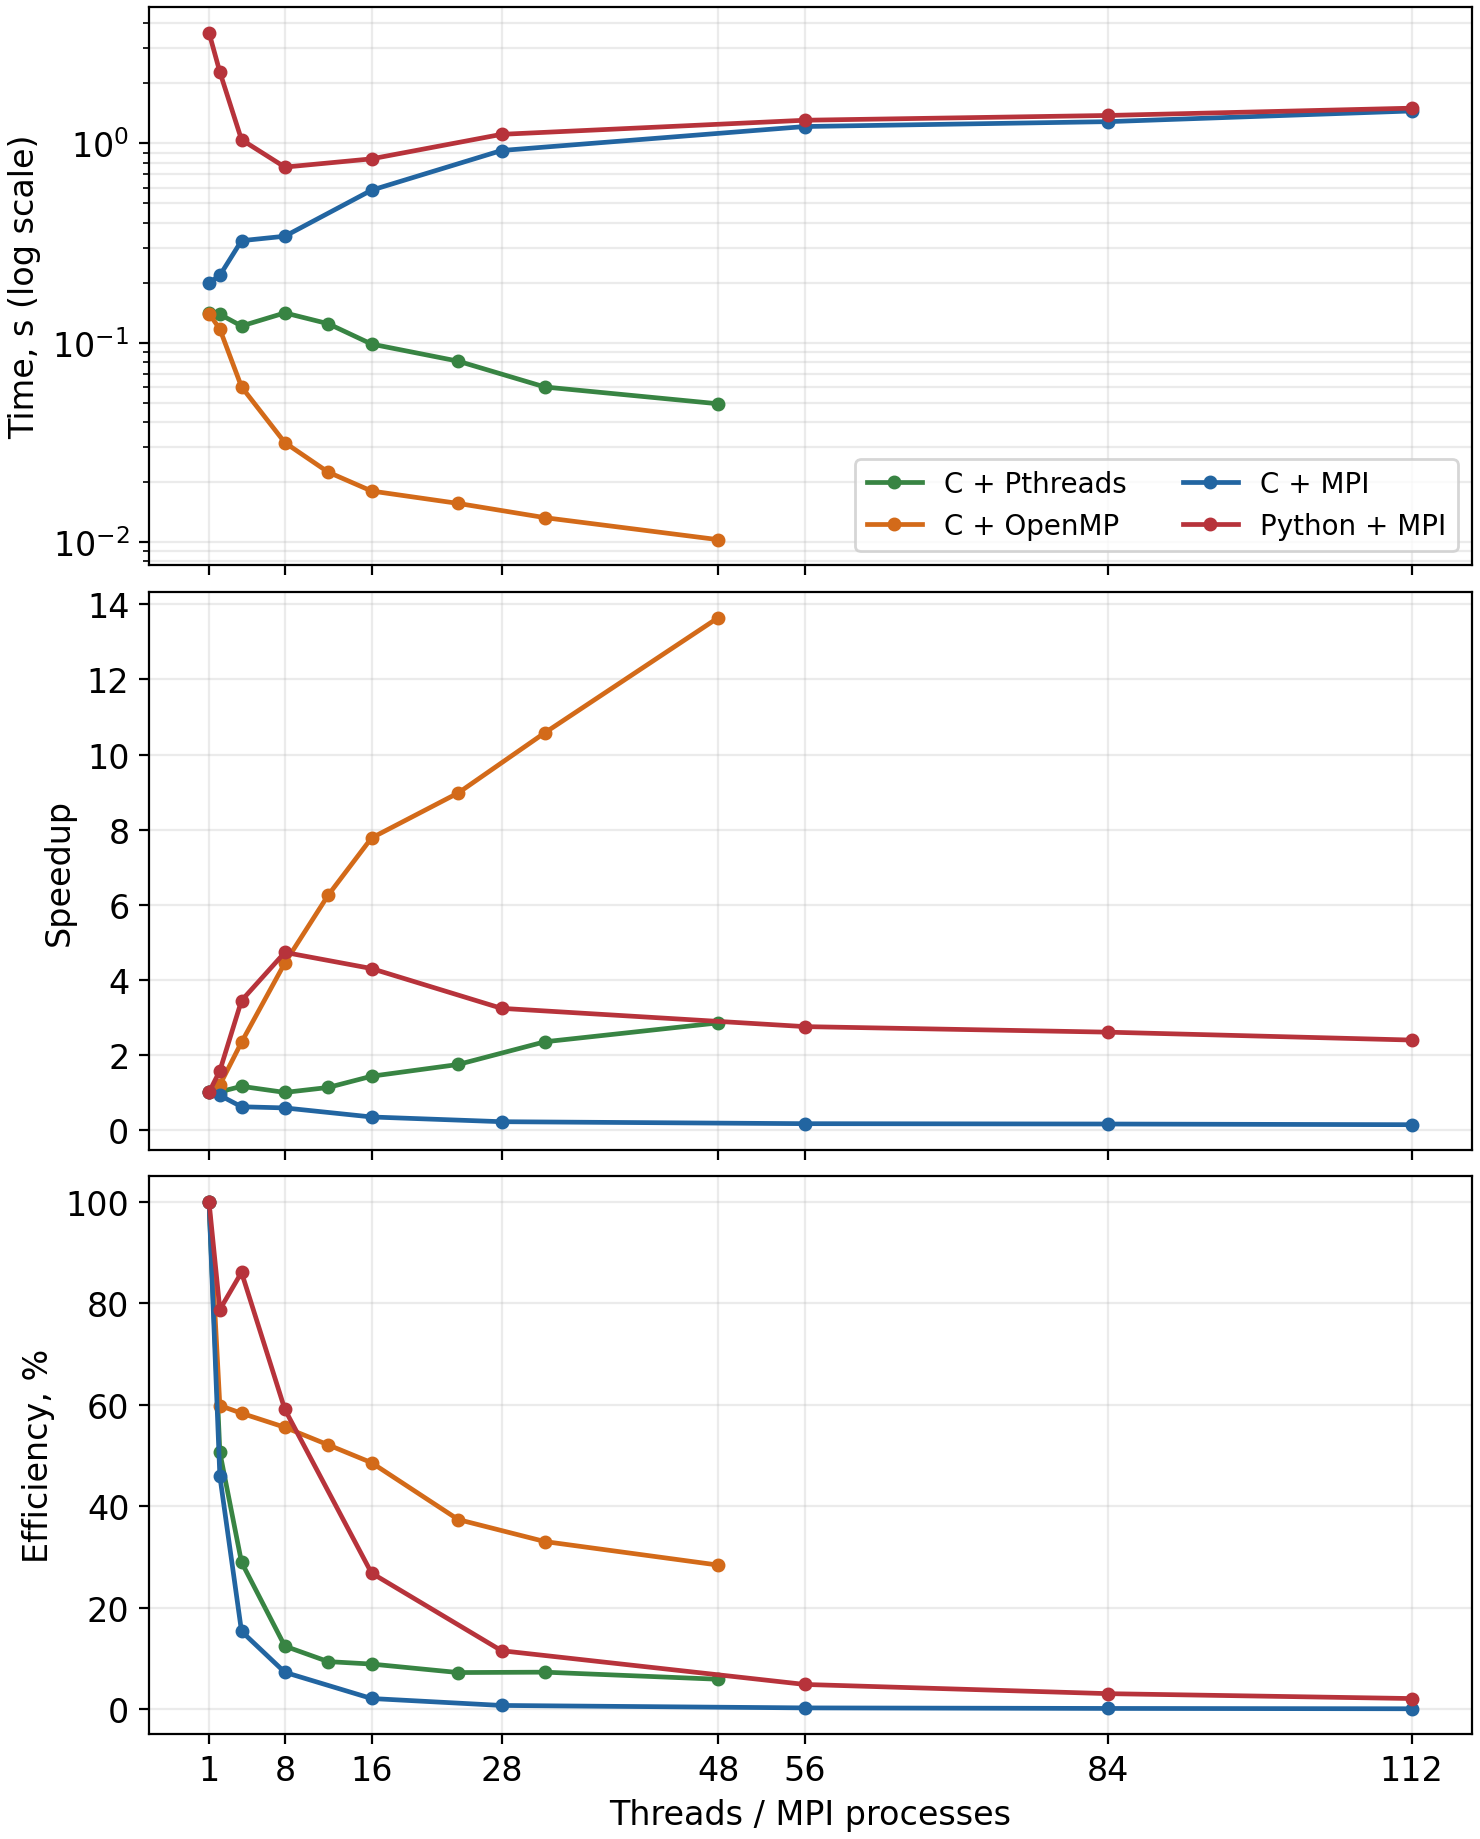 Time, s (log scale)
10⁰
10⁻¹
10⁻²
C + Pthreads
C + OpenMP
C + MPI
Python + MPI
Speedup
14
12
10
8
6
4
2
0
Efficiency, %
100
80
60
40
20
0
1 8 16 28 48 56 84 112
Threads / MPI processes